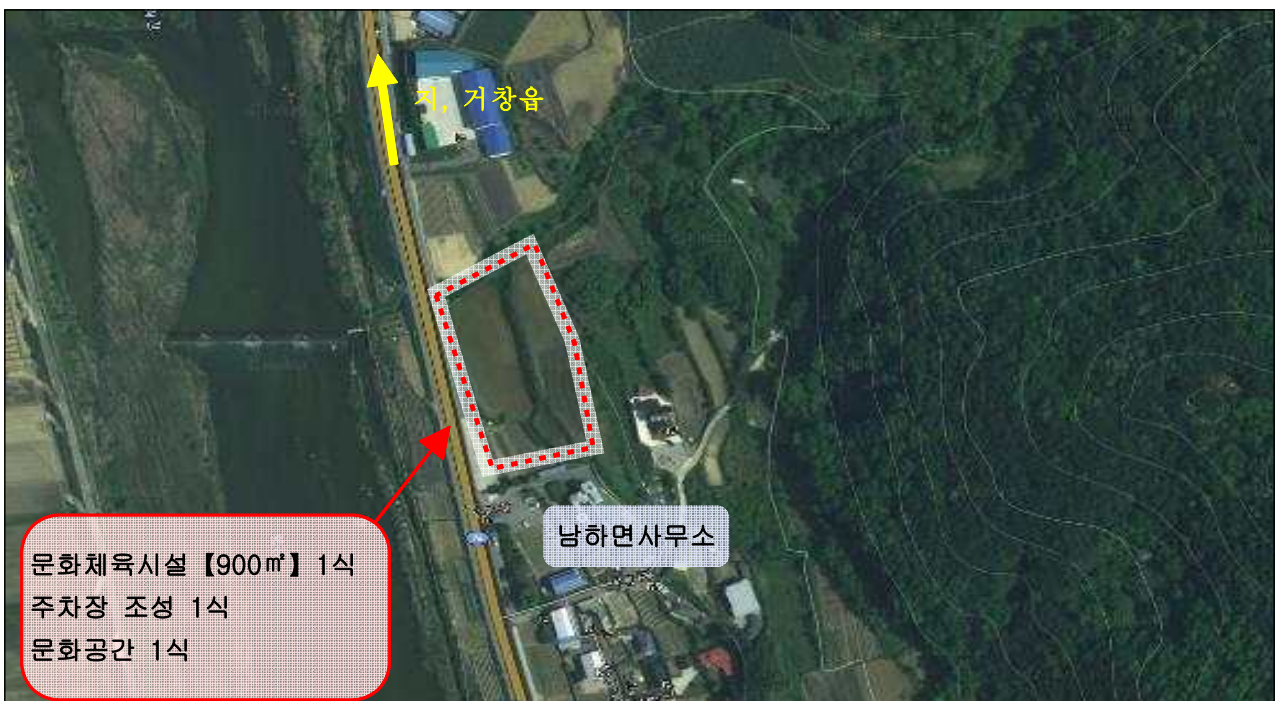 지, 거창읍
남하면사무소
문화체육시설【900㎡】1식
주차장 조성 1식
문화공간 1식